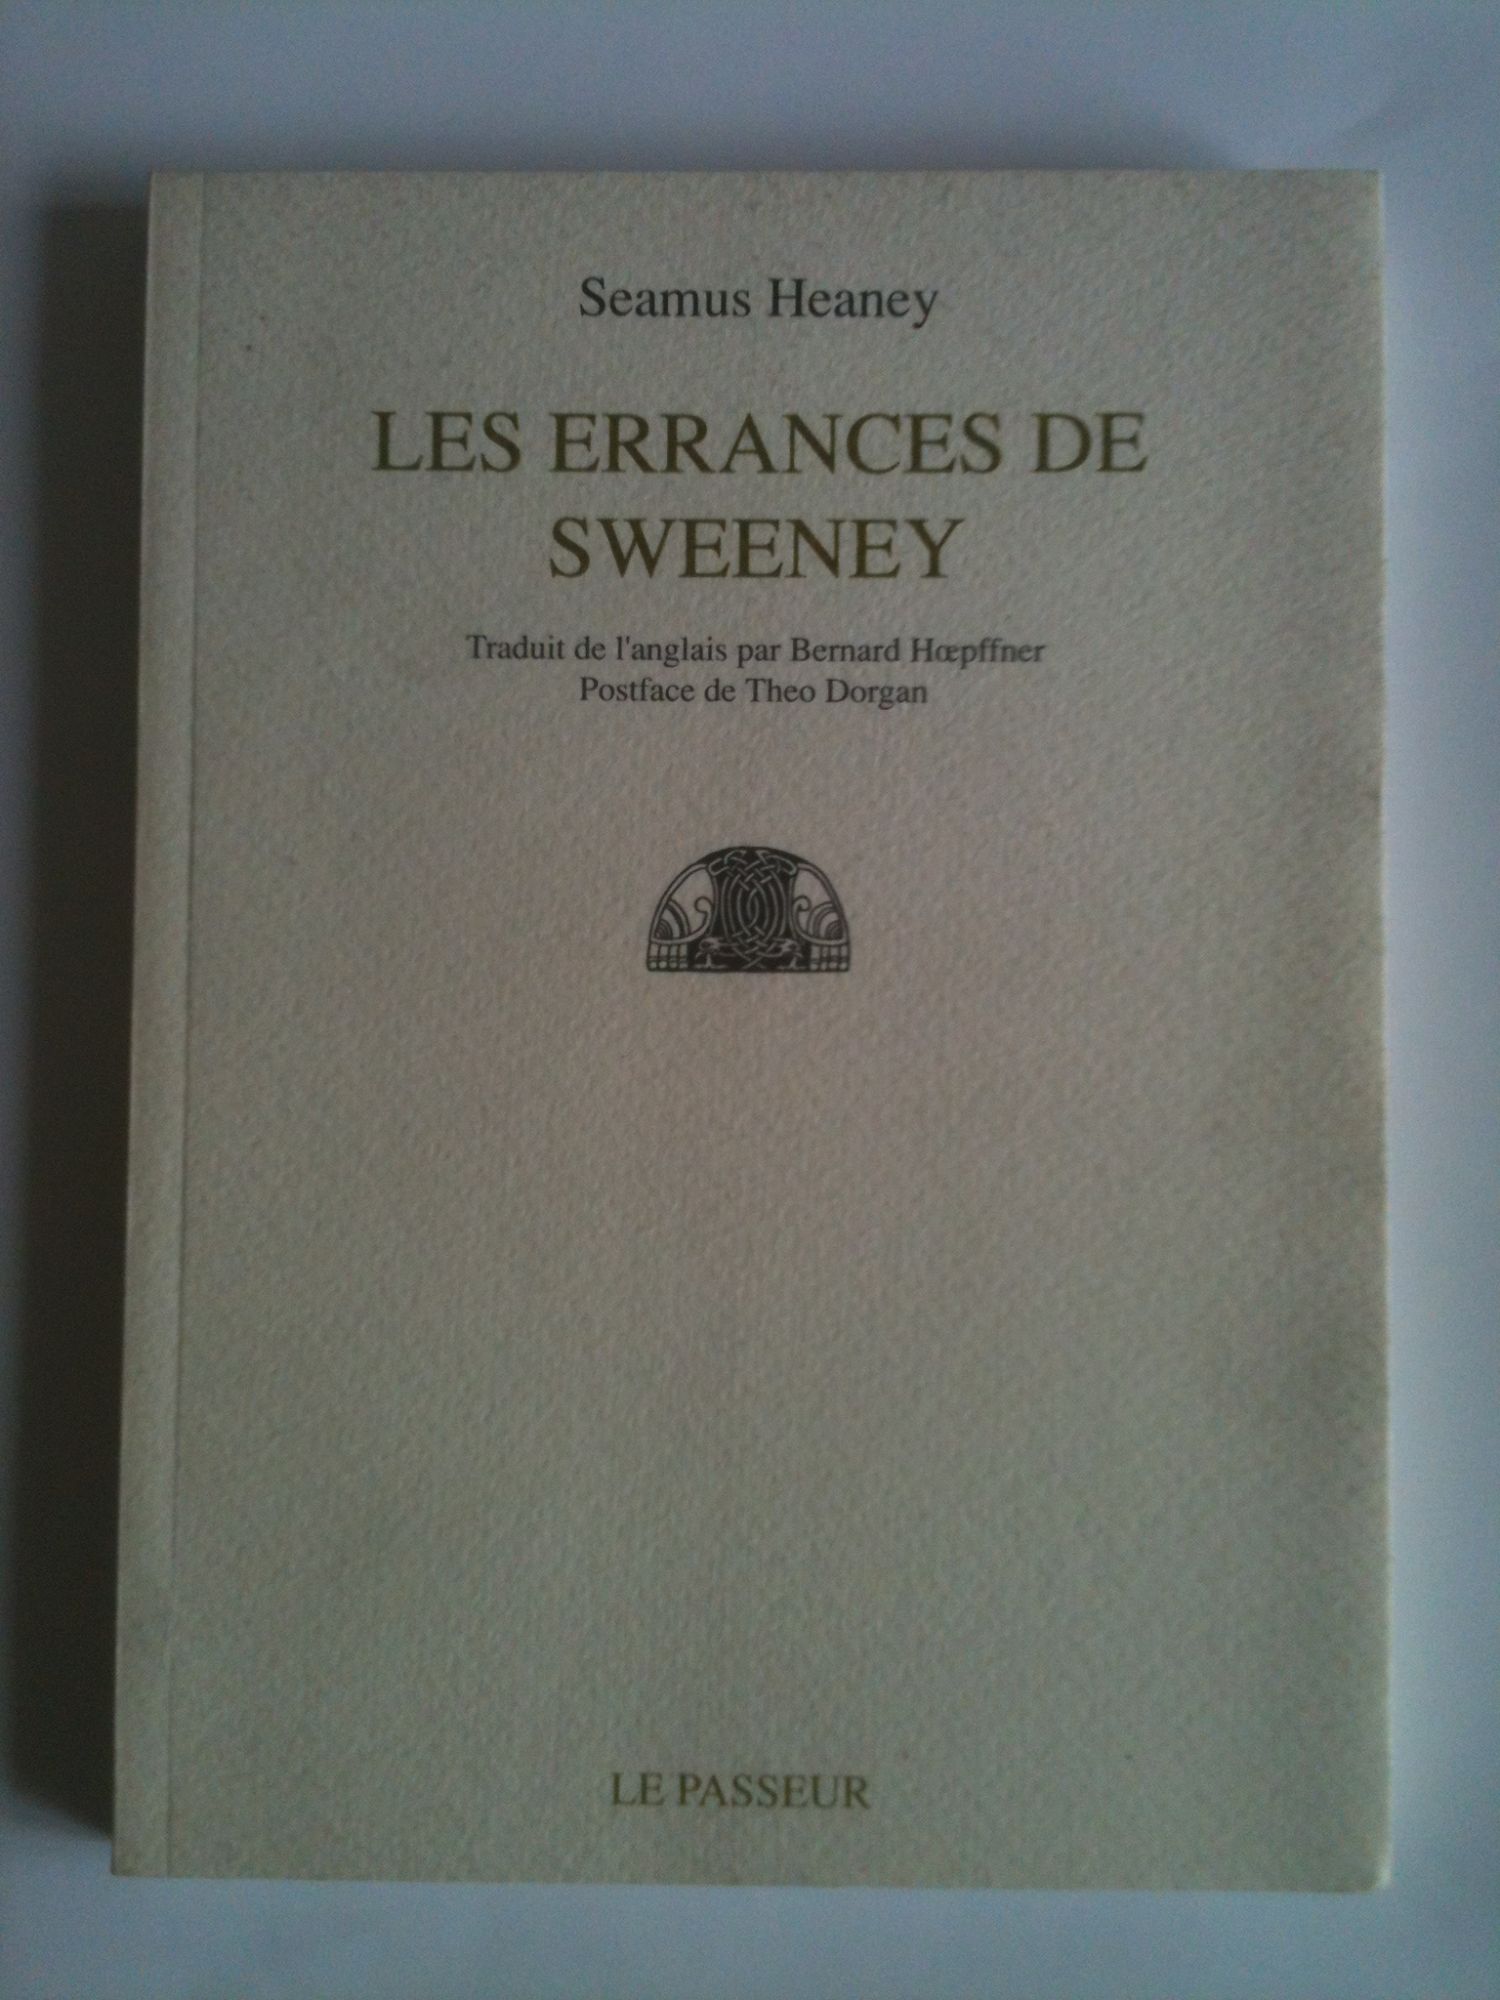 Seamus Heaney
LES ERRANCES DE
SWEENEY
Traduit de l'anglais par Bernard Hœpffner
Postface de Theo Dorgan
LE PASSEUR